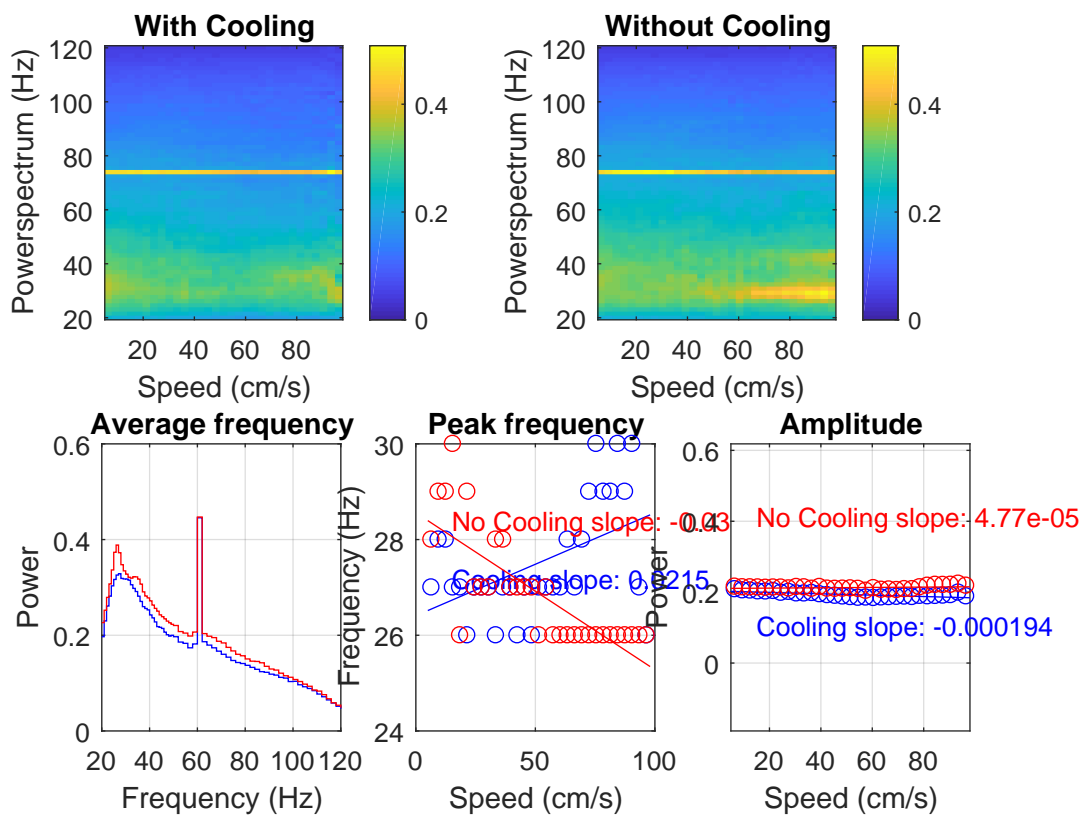 With Cooling
Without Cooling
120
100
80
60
40
20
Powerspectrum (Hz)
20 40 60 80
Speed (cm/s)
0.4
0.2
0
120
100
80
60
40
20
Powerspectrum (Hz)
20 40 60 80
Speed (cm/s)
0.4
0.2
0
Average frequency
0.6
0.4
0.2
0
Power
20 40 60 80 100 120
Frequency (Hz)
Peak frequency
30
28
26
24
Frequency (Hz)
No Cooling slope:
Cooling slope:
0 50 100
Speed (cm/s)
Amplitude
0.6
0.4
0.2
0
Power
No Cooling slope: 4.77e-05
Cooling slope: -0.000194
20 40 60 80
Speed (cm/s)